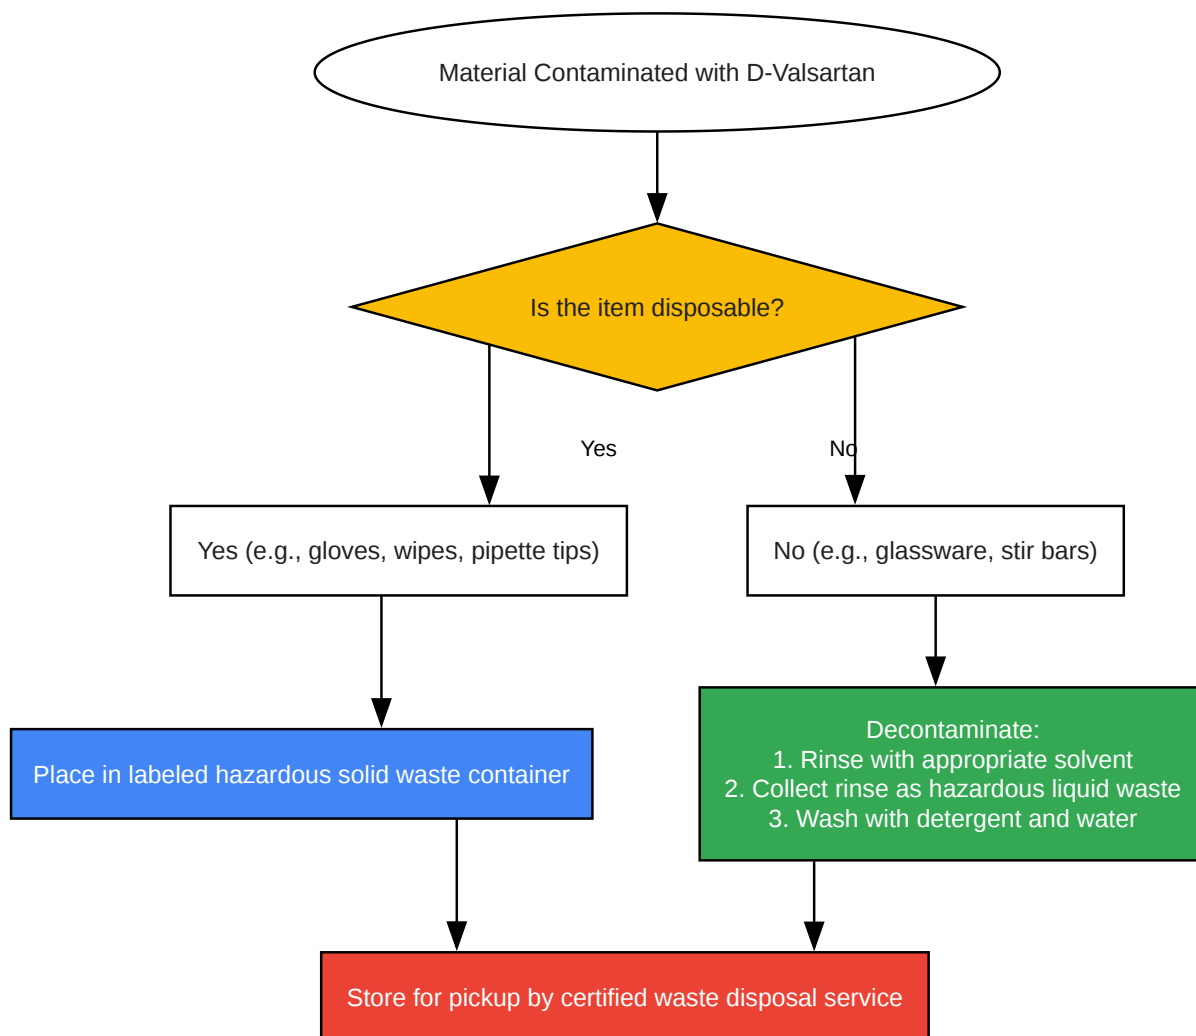 Material Contaminated with D-Valsartan
Is the item disposable?
Yes
No
Yes (e.g., gloves, wipes, pipette tips)
No (e.g., glassware, stir bars)
Place in labeled hazardous solid waste container
Decontaminate:
1. Rinse with appropriate solvent
2. Collect rinse as hazardous liquid waste
3. Wash with detergent and water
Store for pickup by certified waste disposal service